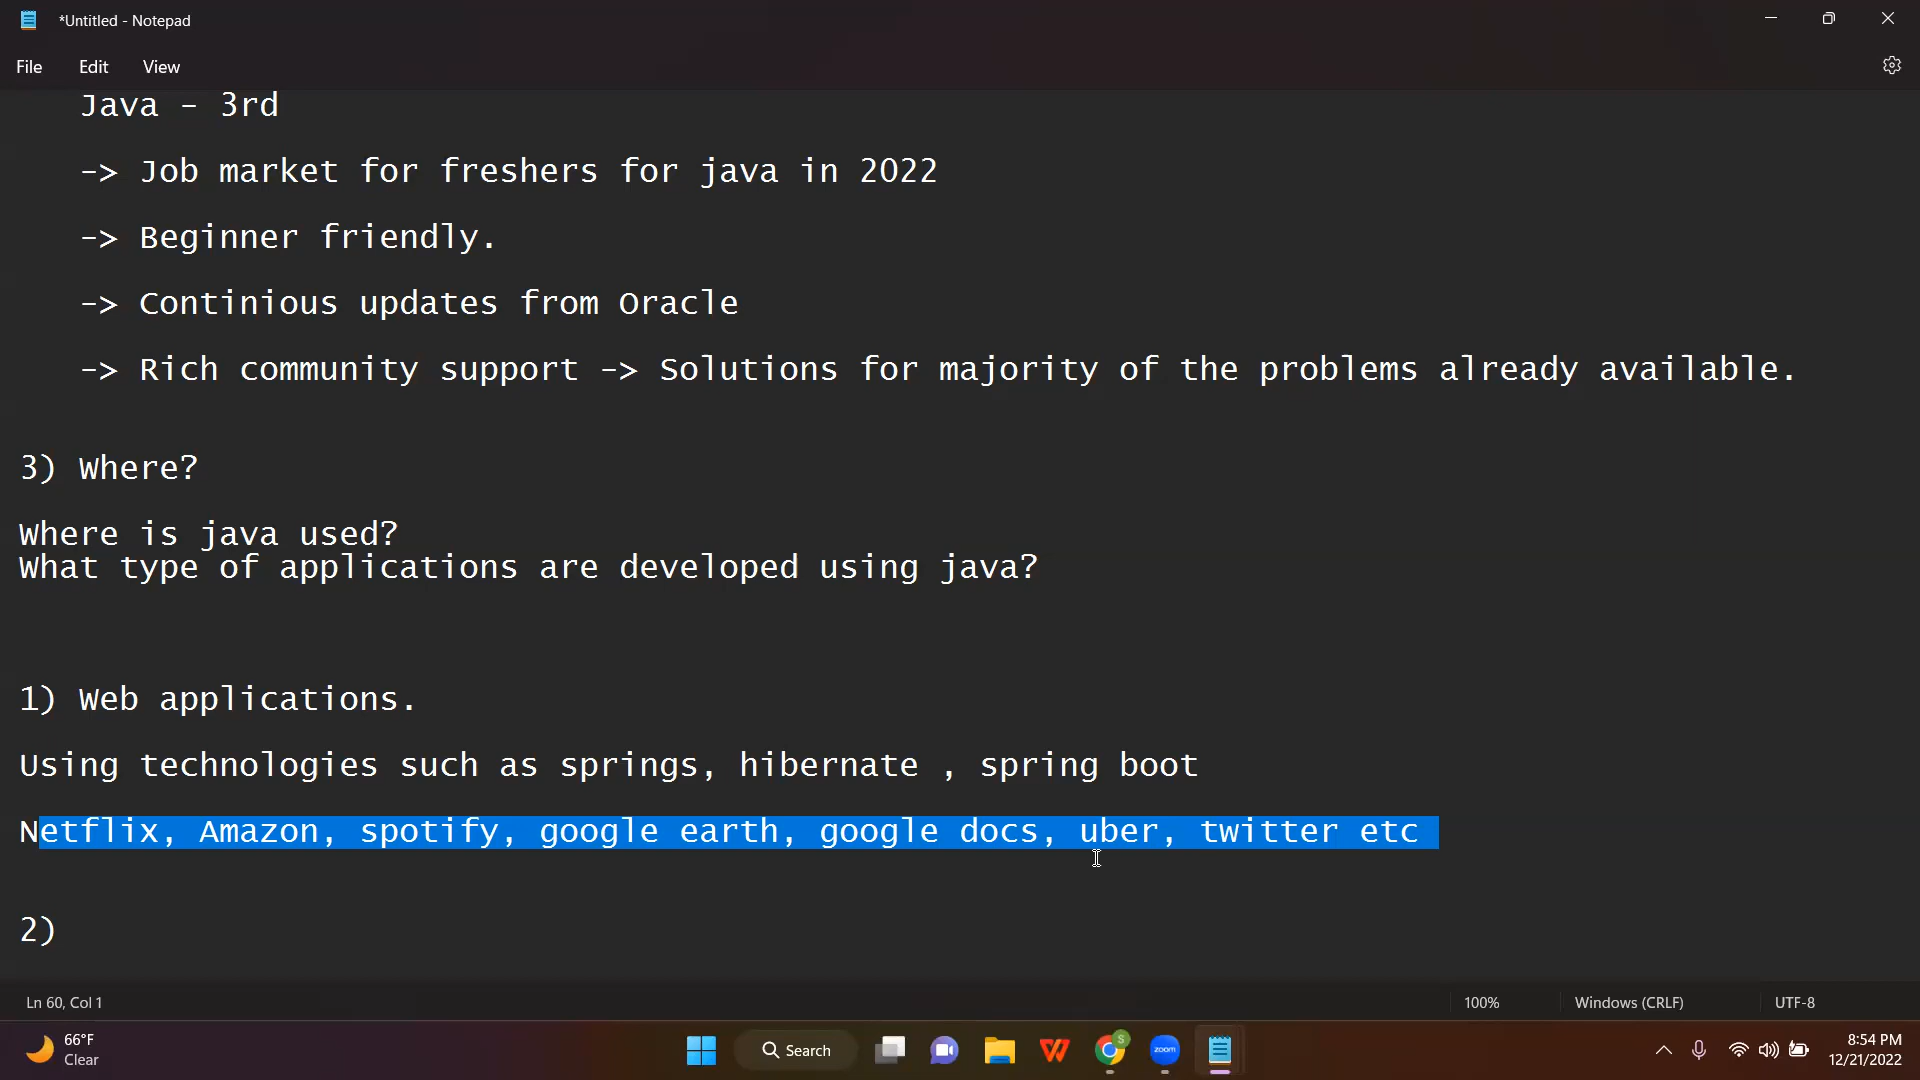 *Untitled - Notepad
File Edit View
Java - 3rd
-> Job market for freshers for java in 2022
-> Beginner friendly.
-> Continious updates from Oracle
-> Rich community support -> Solutions for majority of the problems already available.
3) Where?
Where is java used?
What type of applications are developed using java?
1) Web applications.
Using technologies such as springs, hibernate , spring boot
Netflix, Amazon, spotify, google earth, google docs, uber, twitter etc
2)
Ln 60, Col 1 100% Windows (CRLF) UTF-8
66°F
Clear
Search
S
zoom
8:54 PM
12/21/2022